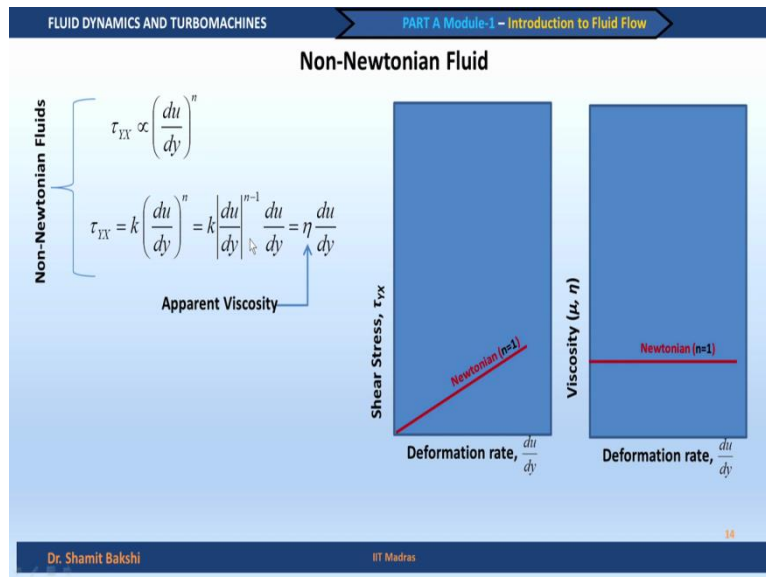 FLUID DYNAMICS AND TURBOMACHINES
PART A Module-1 – Introduction to Fluid Flow
Non-Newtonian Fluid
Non-Newtonian Fluids
τ_YX ∝ (du/dy)^n
τ_YX = k (du/dy)^n = k |du/dy|^(n-1) du/dy = η du/dy
Apparent Viscosity
Shear Stress, τ_YX
Newtonian (n=1)
Deformation rate, du/dy
Viscosity (μ, η)
Newtonian (n=1)
Deformation rate, du/dy
14
Dr. Shamit Bakshi
IIT Madras